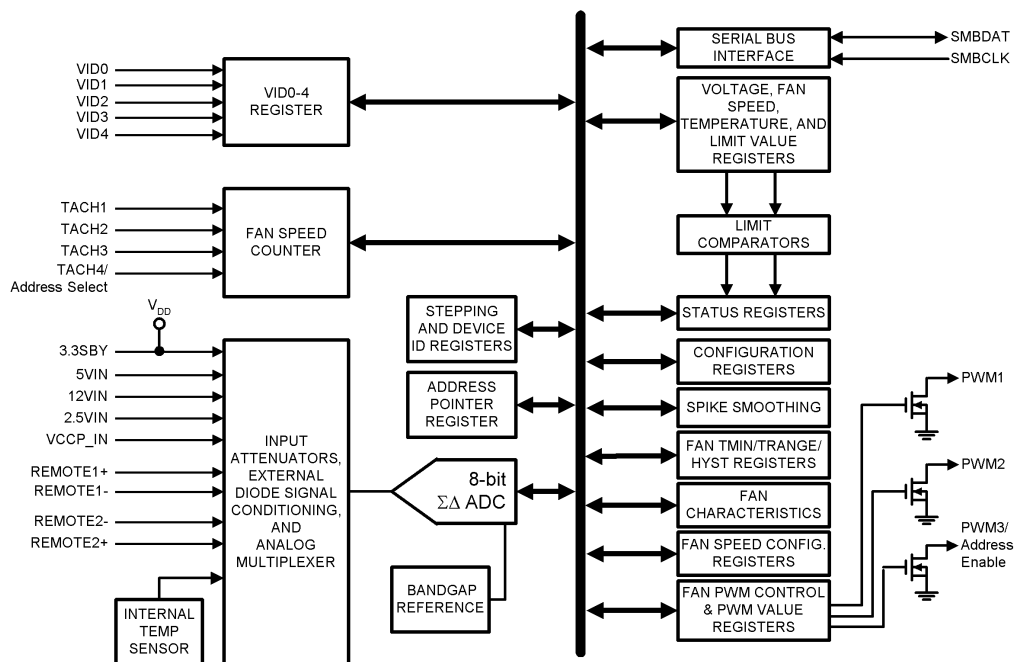 VID0
VID1
VID2
VID3
VID4
VID0-4
REGISTER
TACH1
TACH2
TACH3
TACH4/
Address Select
FAN SPEED
COUNTER
VDD
3.3SBY
5VIN
12VIN
2.5VIN
VCCP_IN
REMOTE1+
REMOTE1-
REMOTE2-
REMOTE2+
INTERNAL
TEMP
SENSOR
INPUT
ATTENUATORS,
EXTERNAL
DIODE SIGNAL
CONDITIONING,
AND
ANALOG
MULTIPLEXER
STEPPING
AND DEVICE
ID REGISTERS
ADDRESS
POINTER
REGISTER
8-bit
ΣΔ ADC
BANDGAP
REFERENCE
SERIAL BUS
INTERFACE
SMBDAT
SMBCLK
VOLTAGE, FAN
SPEED,
TEMPERATURE, AND
LIMIT VALUE
REGISTERS
LIMIT
COMPARATORS
STATUS REGISTERS
CONFIGURATION
REGISTERS
SPIKE SMOOTHING
FAN TMIN/TRANGE/
HYST REGISTERS
FAN
CHARACTERISTICS
FAN SPEED CONFIG.
REGISTERS
FAN PWM CONTROL
& PWM VALUE
REGISTERS
PWM1
PWM2
PWM3/
Address
Enable